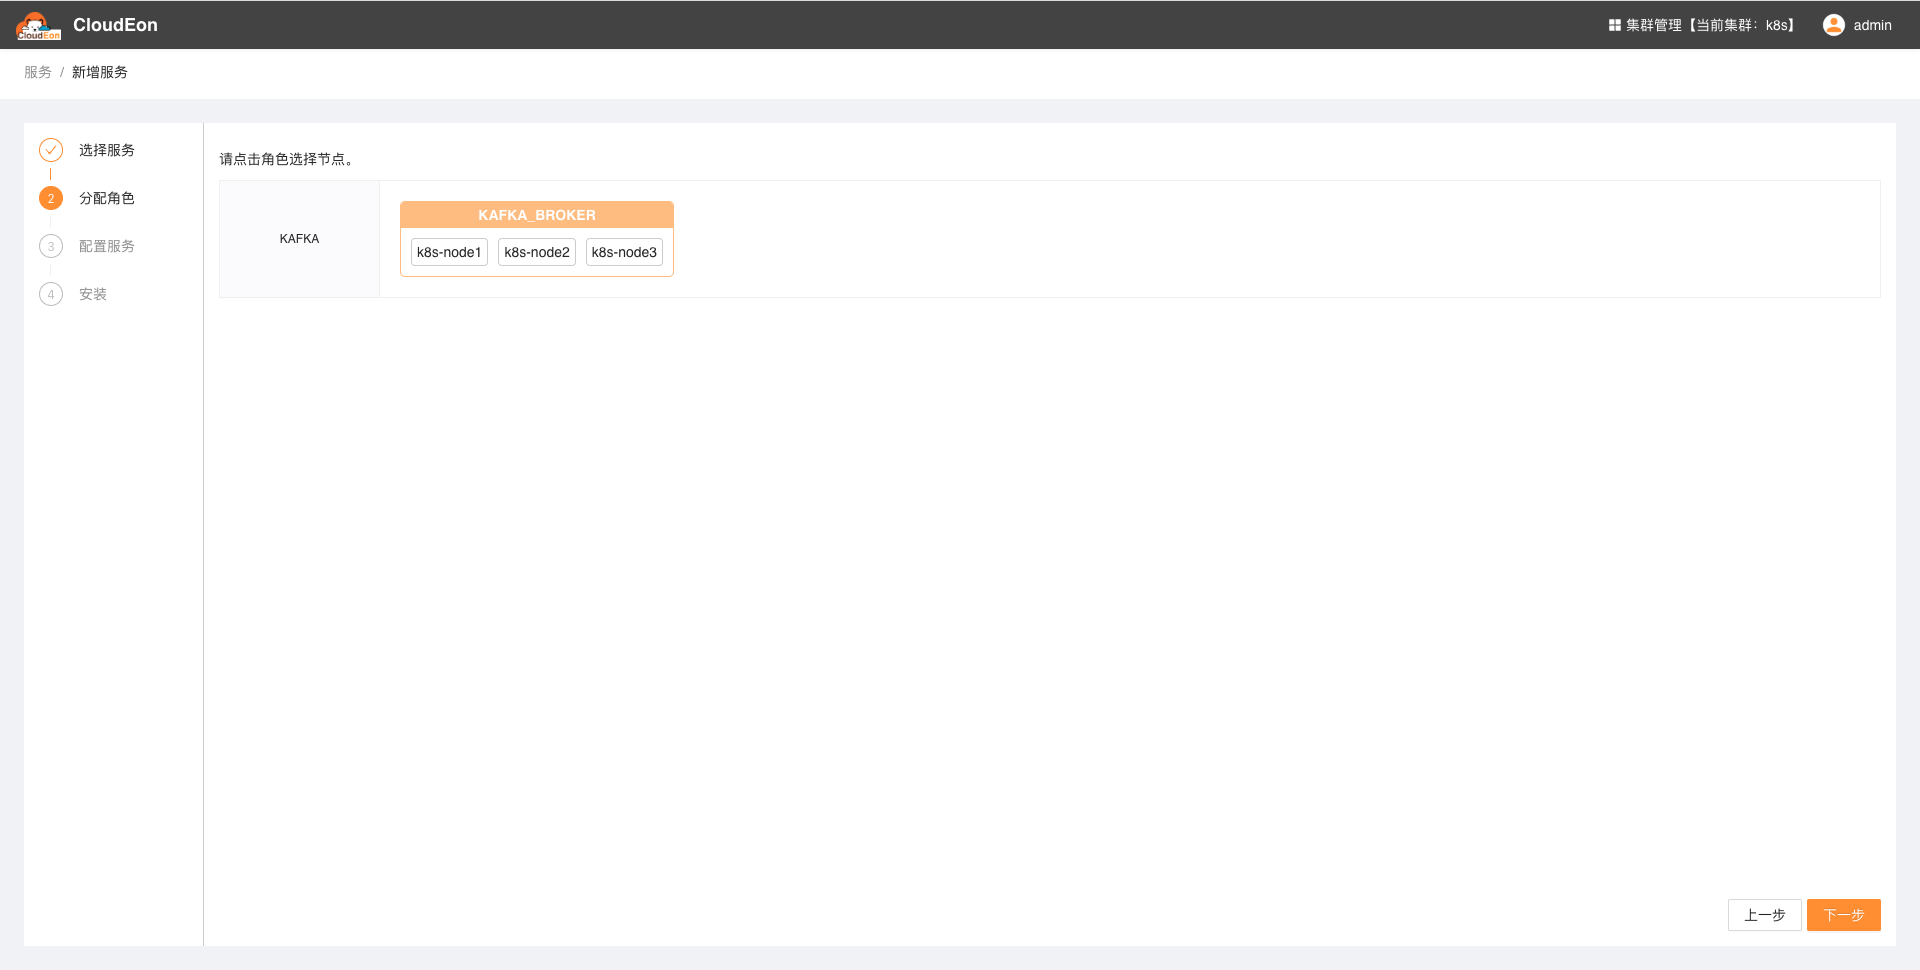 CloudEon
CloudEon
集群管理【当前集群：k8s】
admin
服务 / 新增服务
选择服务
2 分配角色
3 配置服务
4 安装
请点击角色选择节点。
KAFKA
KAFKA_BROKER
k8s-node1 k8s-node2 k8s-node3
上一步 下一步